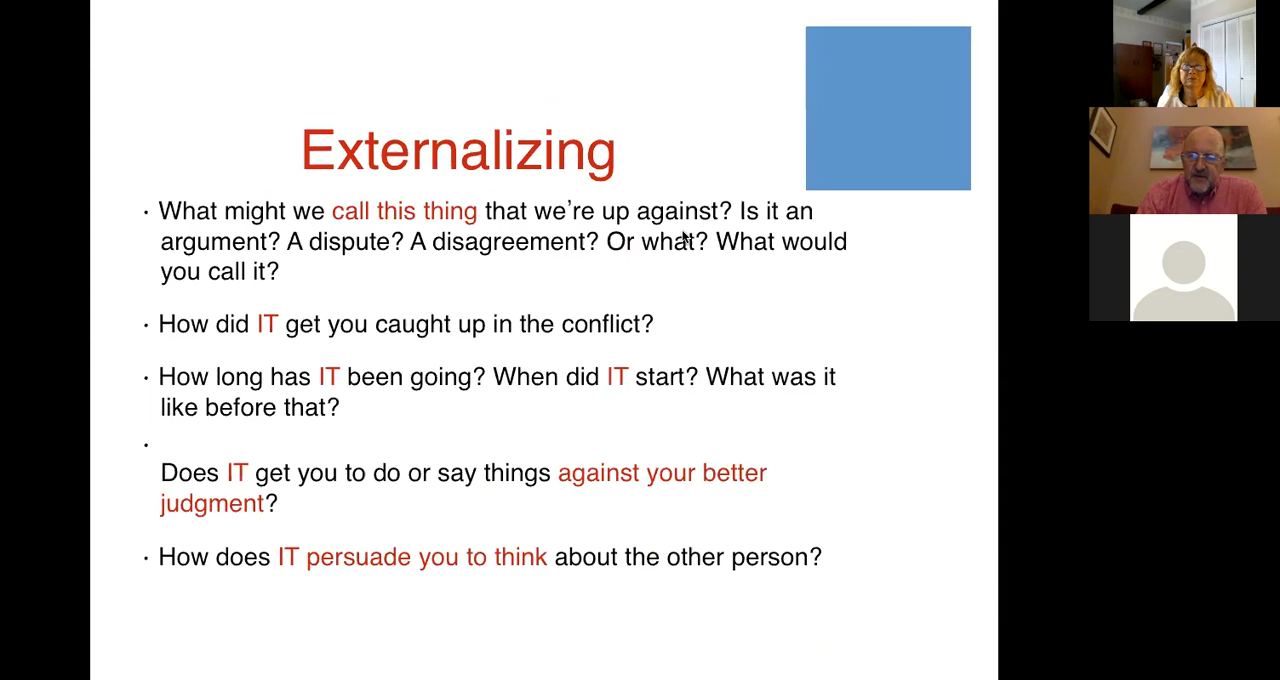 Externalizing
· What might we call this thing that we’re up against? Is it an
argument? A dispute? A disagreement? Or what? What would
you call it?
· How did IT get you caught up in the conflict?
· How long has IT been going? When did IT start? What was it
like before that?
·
Does IT get you to do or say things against your better
judgment?
· How does IT persuade you to think about the other person?